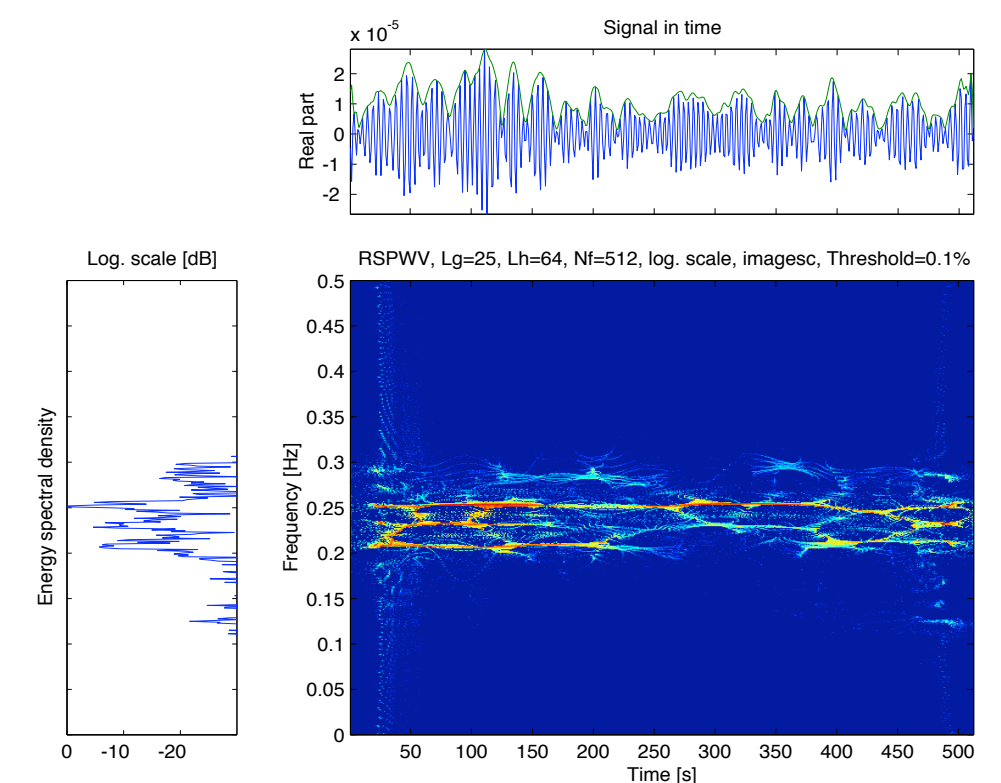 x 10-5
Signal in time
Real part
2
1
0
-1
-2
Log. scale [dB]
Energy spectral density
0 -10 -20
RSPWV, Lg=25, Lh=64, Nf=512, log. scale, imagesc, Threshold=0.1%
Frequency [Hz]
0.5
0.45
0.4
0.35
0.3
0.25
0.2
0.15
0.1
0.05
0
50 100 150 200 250 300 350 400 450 500
Time [s]